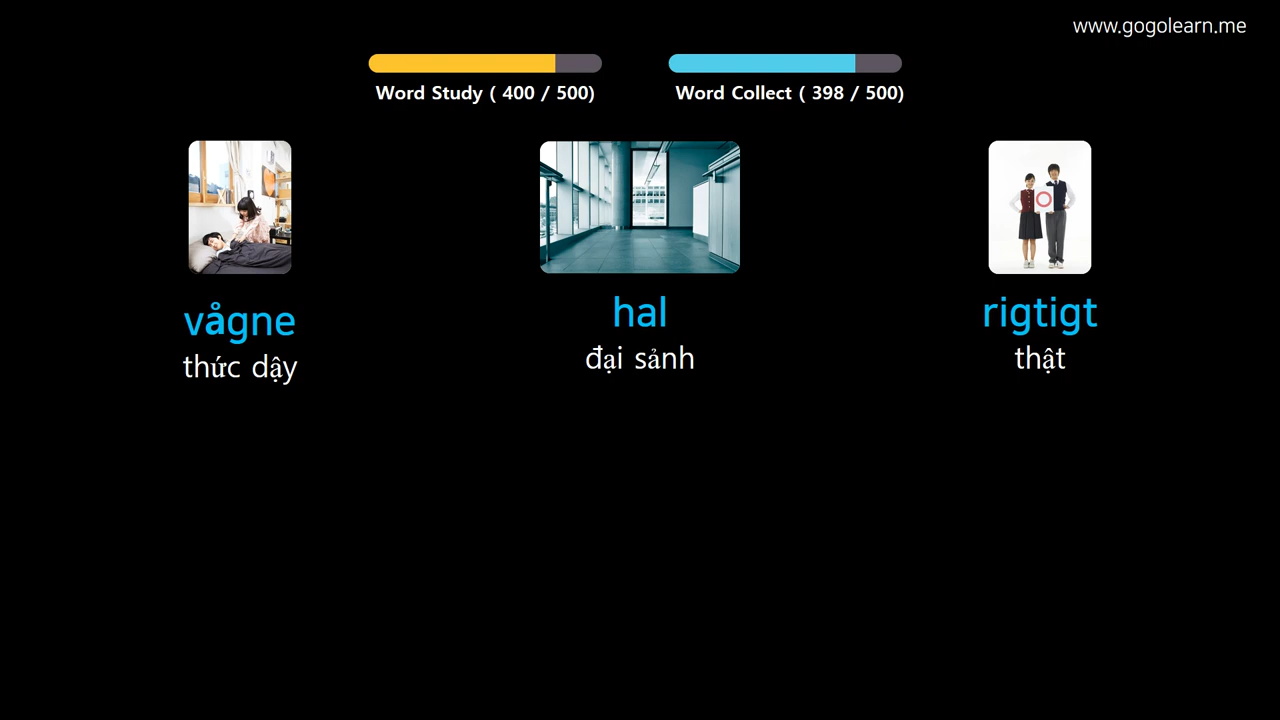 www.gogolearn.me
Word Study ( 400 / 500)
Word Collect ( 398 / 500)
vågne
thức dậy
hal
đại sảnh
rigtigt
thật